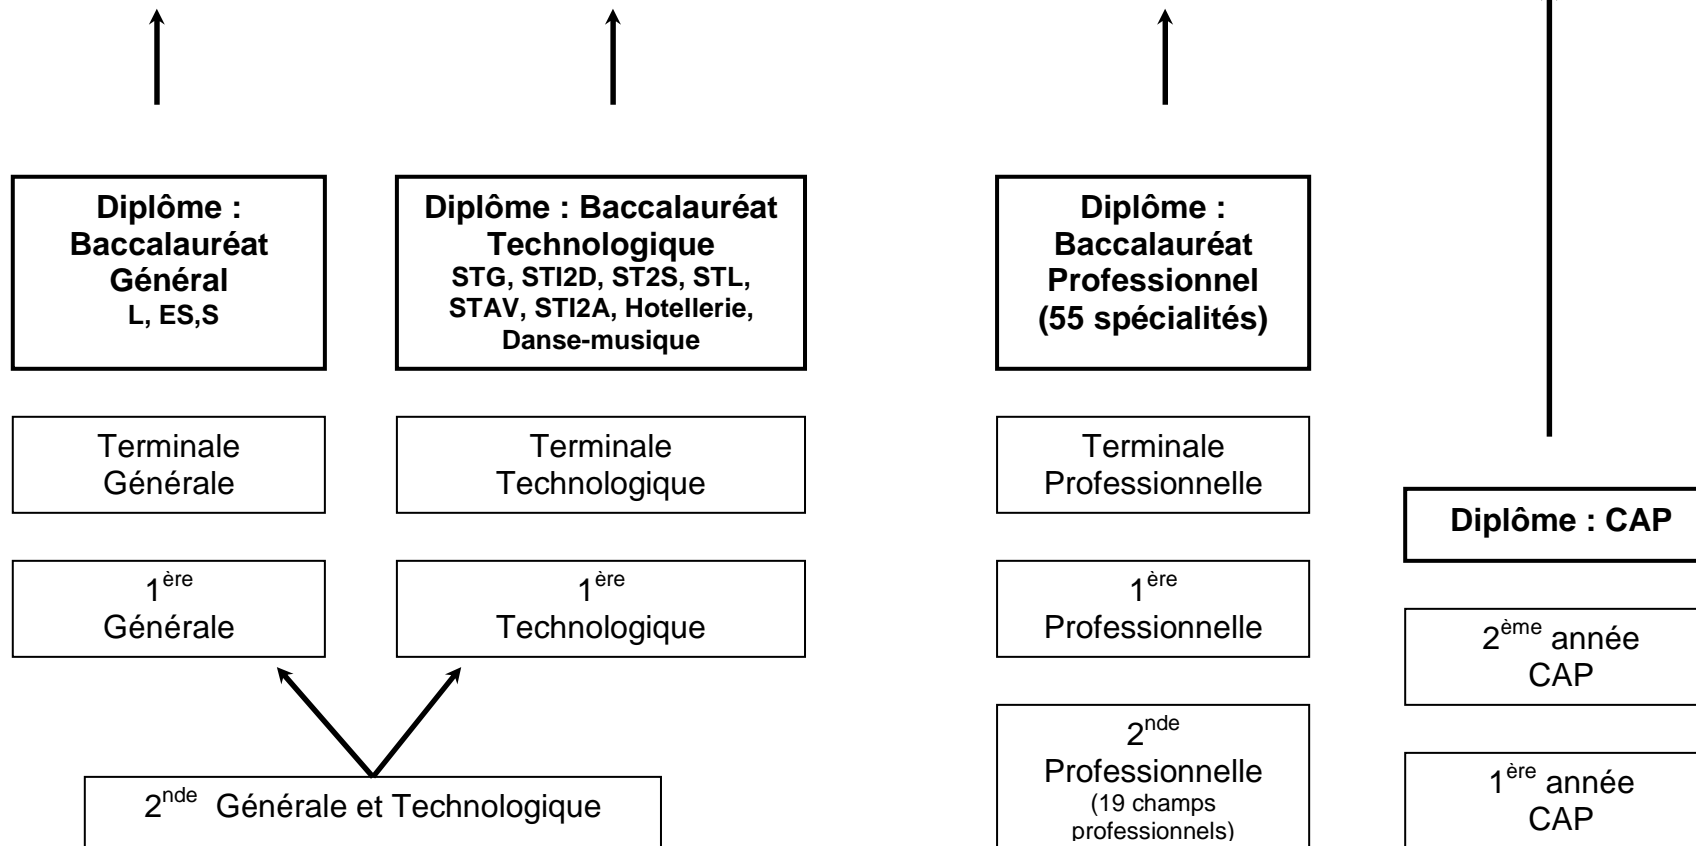 Diplôme :
Baccalauréat
Général
L, ES,S
Diplôme : Baccalauréat
Technologique
STG, STI2D, ST2S, STL,
STAV, STI2A, Hotellerie,
Danse-musique
Diplôme :
Baccalauréat
Professionnel
(55 spécialités)
Terminale
Générale
Terminale
Technologique
Terminale
Professionnelle
Diplôme : CAP
1ère
Générale
1ère
Technologique
1ère
Professionnelle
2ème année
CAP
2nde Générale et Technologique
2nde
Professionnelle
(19 champs
professionnels)
1ère année
CAP